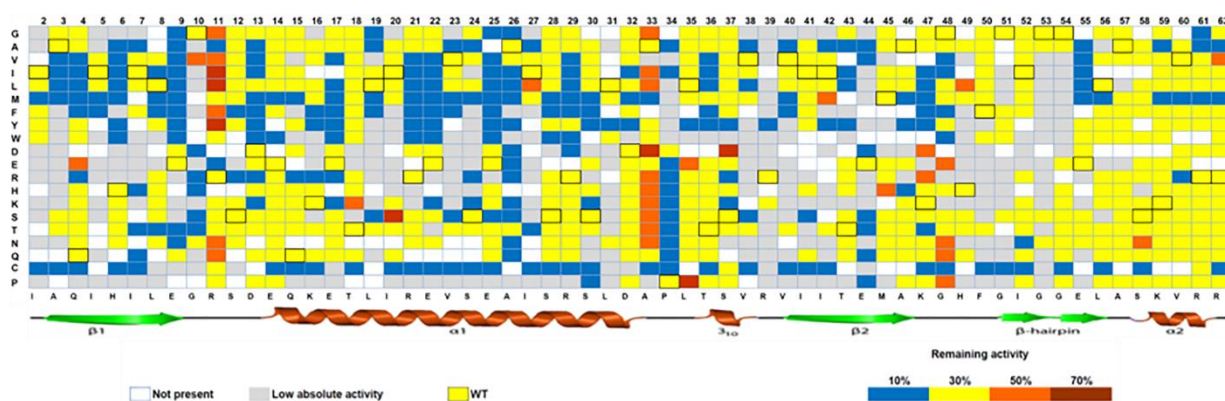 2 3 4 5 6 7 8 9 10 11 12 13 14 15 16 17 18 19 20 21 22 23 24 25 26 27 28 29 30 31 32 33 34 35 36 37 38 39 40 41 42 43 44 45 46 47 48 49 50 51 52 53 54 55 56 57 58 59 60 61 62
G
A
V
I
L
M
F
Y
W
D
E
R
H
K
S
T
N
Q
C
P
I A Q I H I L E G R S D E Q K E T L I R E V S E A I S R S L D A P L T S V R V I I T E M A K G H F G I G G E L A S K V R R
β1 α1 3₁₀ β2 β-hairpin α2
Remaining activity
Not present Low absolute activity WT 10% 30% 50% 70%